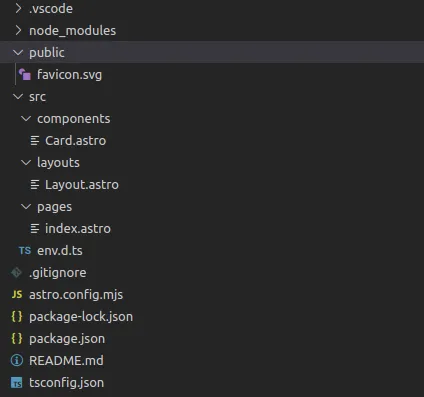 .vscode
node_modules
public
favicon.svg
src
components
Card.astro
layouts
Layout.astro
pages
index.astro
TS env.d.ts
.gitignore
JS astro.config.mjs
{} package-lock.json
{} package.json
README.md
TS tsconfig.json